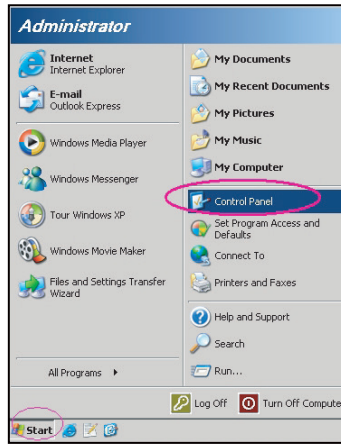 Administrator
Internet
Internet Explorer
E-mail
Outlook Express
Windows Media Player
Windows Messenger
Tour Windows XP
Windows Movie Maker
Files and Settings Transfer
Wizard
All Programs
My Documents
My Recent Documents
My Pictures
My Music
My Computer
Control Panel
Set Program Access and
Defaults
Connect To
Printers and Faxes
Help and Support
Search
Run...
Log Off
Turn Off Compute
Start